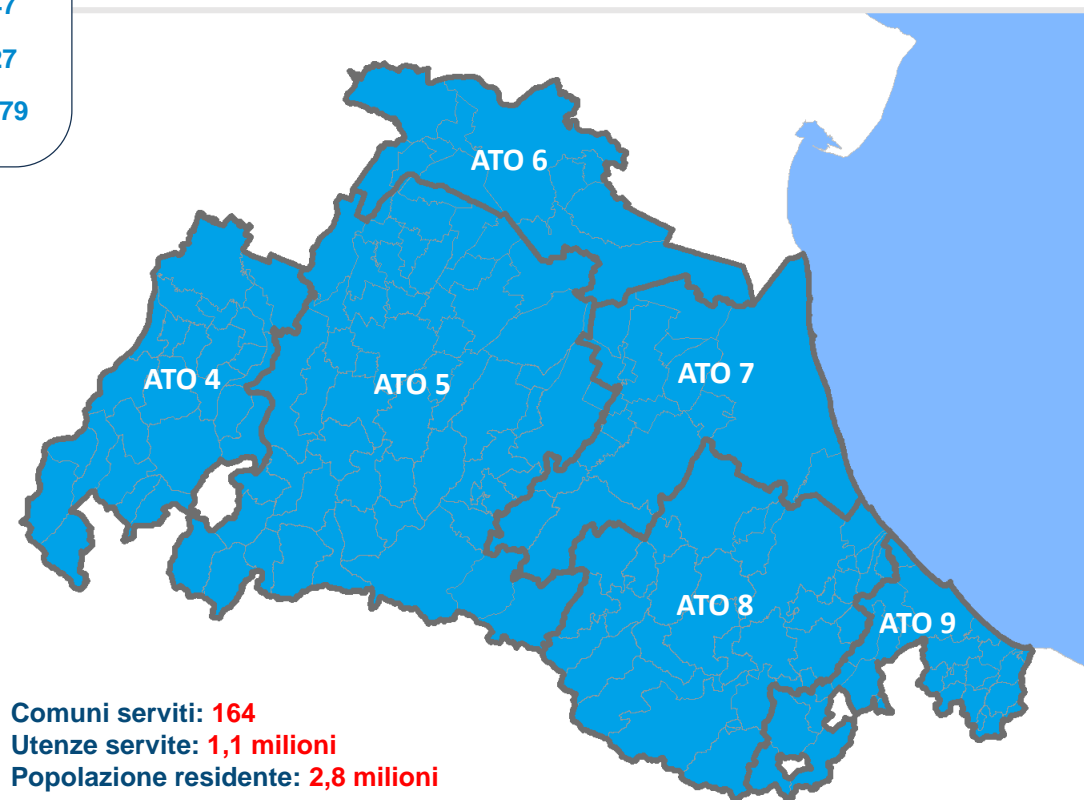 79
ATO 6
ATO 4
ATO 5
ATO 7
ATO 8
ATO 9
Comuni serviti: 164
Utenze servite: 1,1 milioni
Popolazione residente: 2,8 milioni